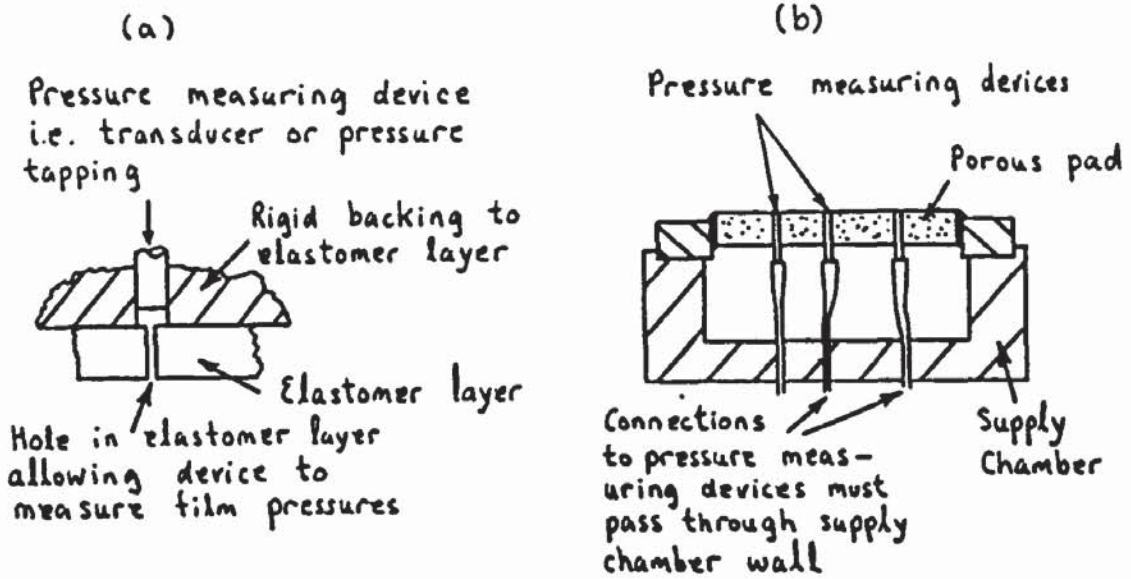 (a)
Pressure measuring device
i.e. transducer or pressure
tapping
Rigid backing to
elastomer layer
Elastomer layer
Hole in elastomer layer
allowing device to
measure film pressures
(b)
Pressure measuring devices
Porous pad
Connections
to pressure meas-
uring devices must
pass through supply
chamber wall
Supply
Chamber